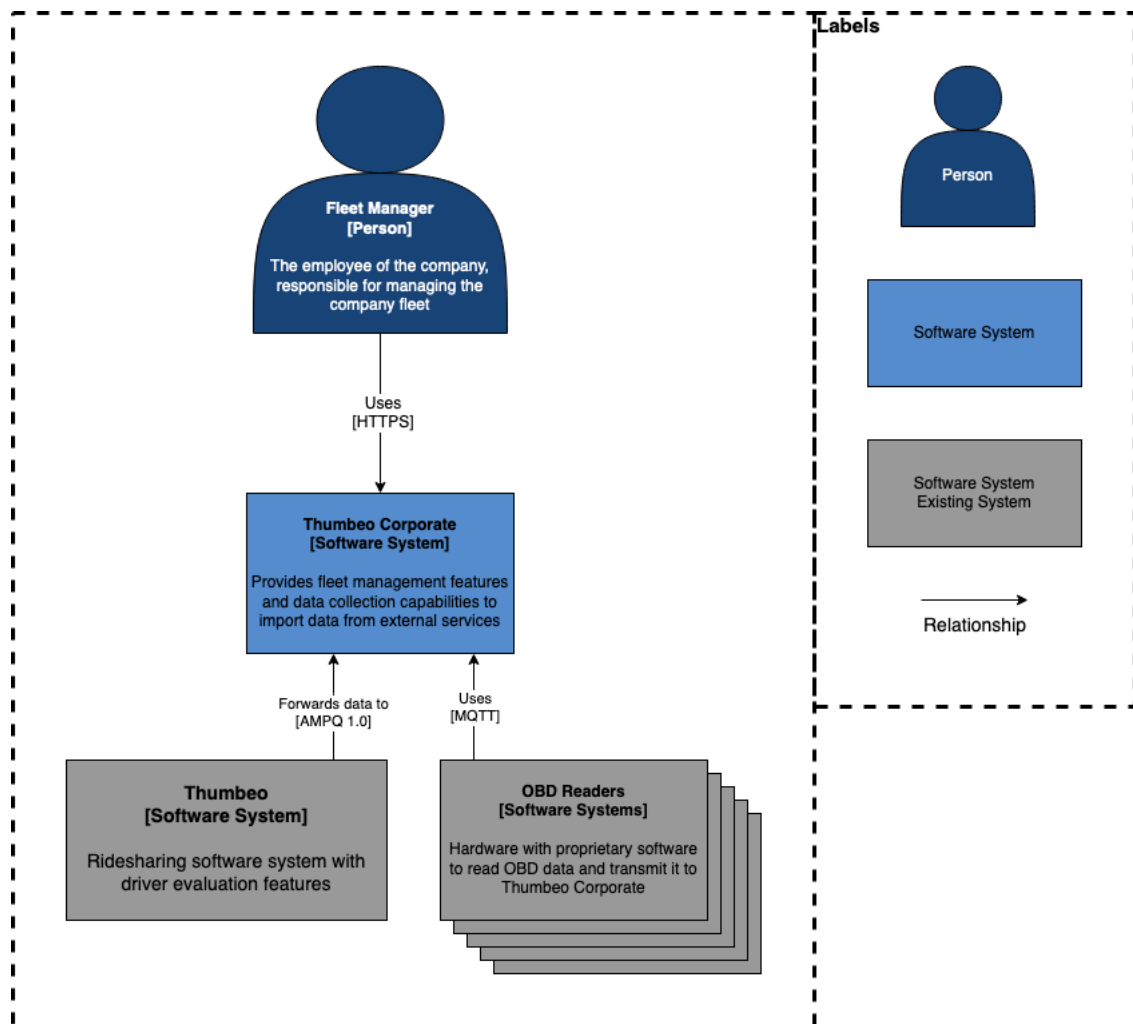 Labels
Fleet Manager
[Person]
The employee of the company,
responsible for managing the
company fleet
Person
Software System
Uses
[HTTPS]
Software System
Existing System
Thumbeo Corporate
[Software System]
Provides fleet management features
and data collection capabilities to
import data from external services
Relationship
Forwards data to
[AMPQ 1.0]
Uses
[MQTT]
Thumbeo
[Software System]
Ridesharing software system with
driver evaluation features
OBD Readers
[Software Systems]
Hardware with proprietary software
to read OBD data and transmit it to
Thumbeo Corporate